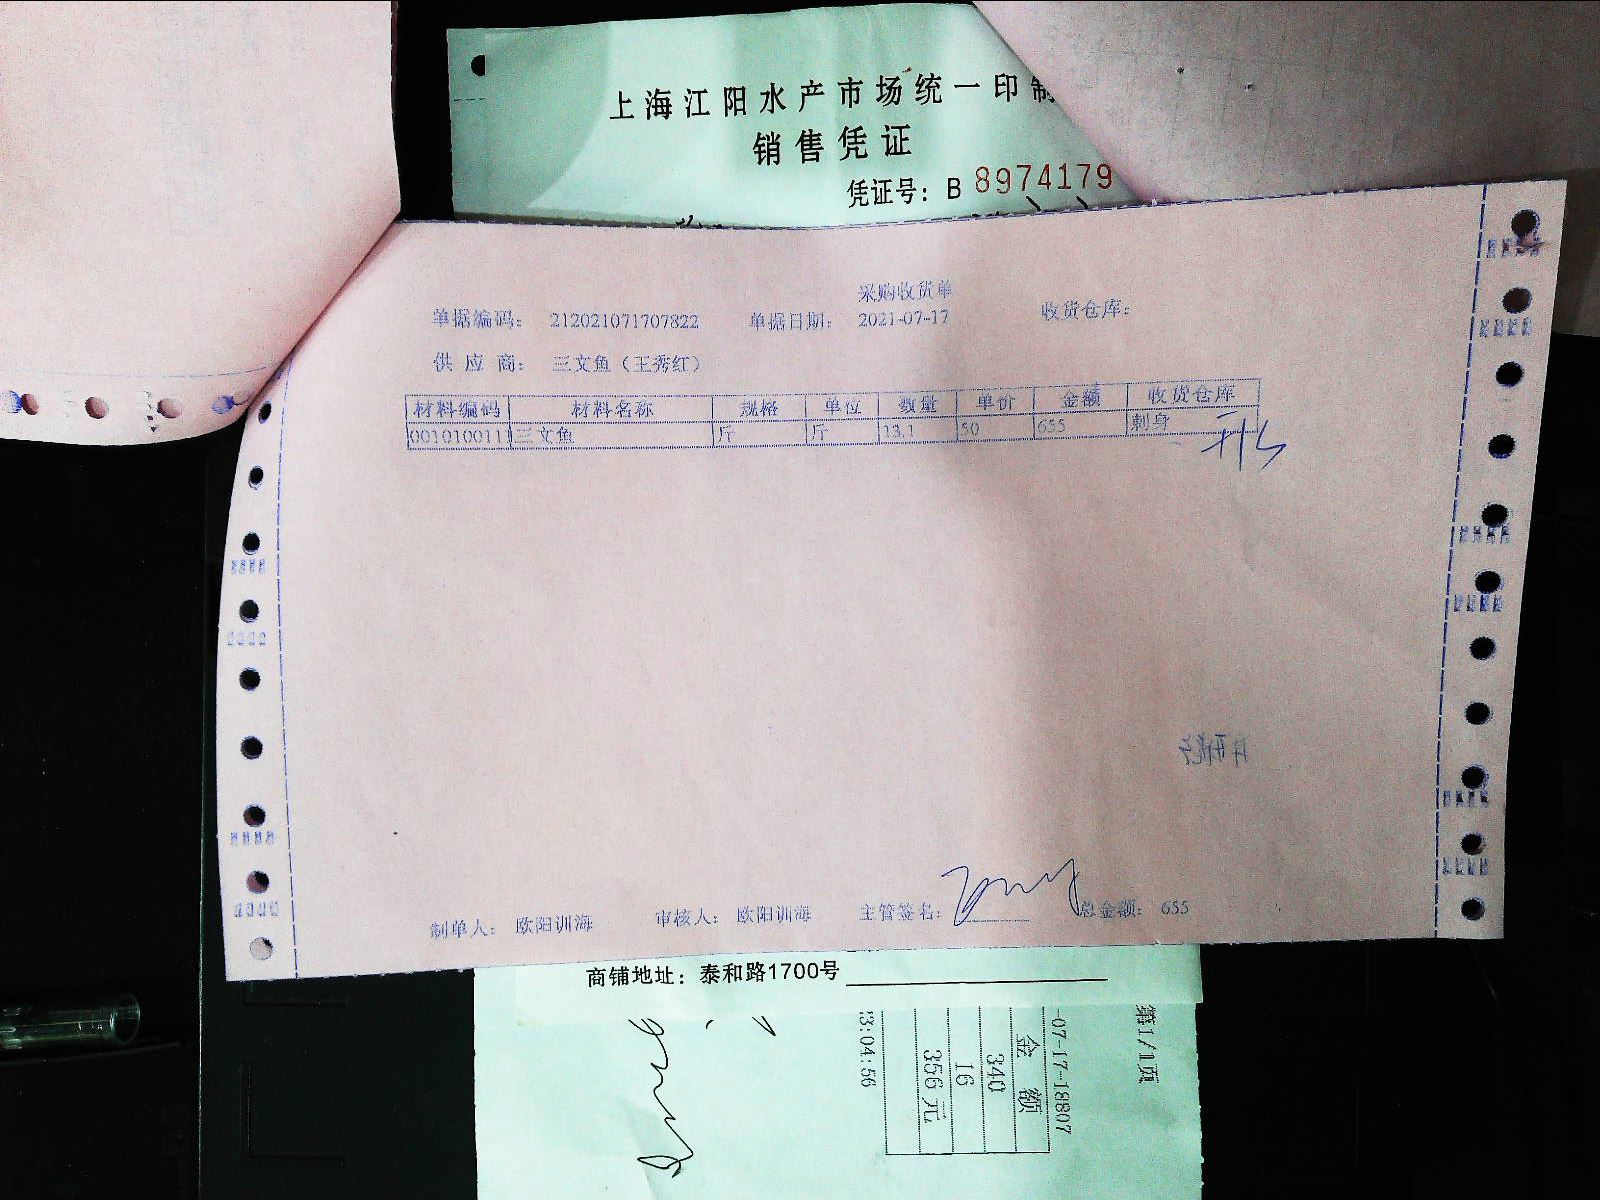 上海江阳水产市场统一印制
销售凭证
凭证号：B 8974179
采购收货单
单据编码： 212021071707822 单据日期： 2021-07-17 收货仓库：
供应商： 三文鱼（王秀红）
材料编码 材料名称 规格 单位 数量 单价 金额 收货仓库
0010100111 三文鱼 斤 斤 13.1 50 655 刺身
制单人： 欧阳训海 审核人： 欧阳训海 主管签名： 总金额： 655
商铺地址：泰和路1700号
第1/1页
-07-17-18807
金额
340
16
356元
3:04:56